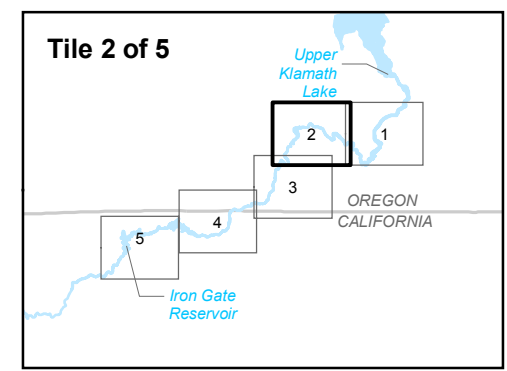 Tile 2 of 5
Upper
Klamath
Lake
2
1
3
OREGON
4
CALIFORNIA
5
Iron Gate
Reservoir